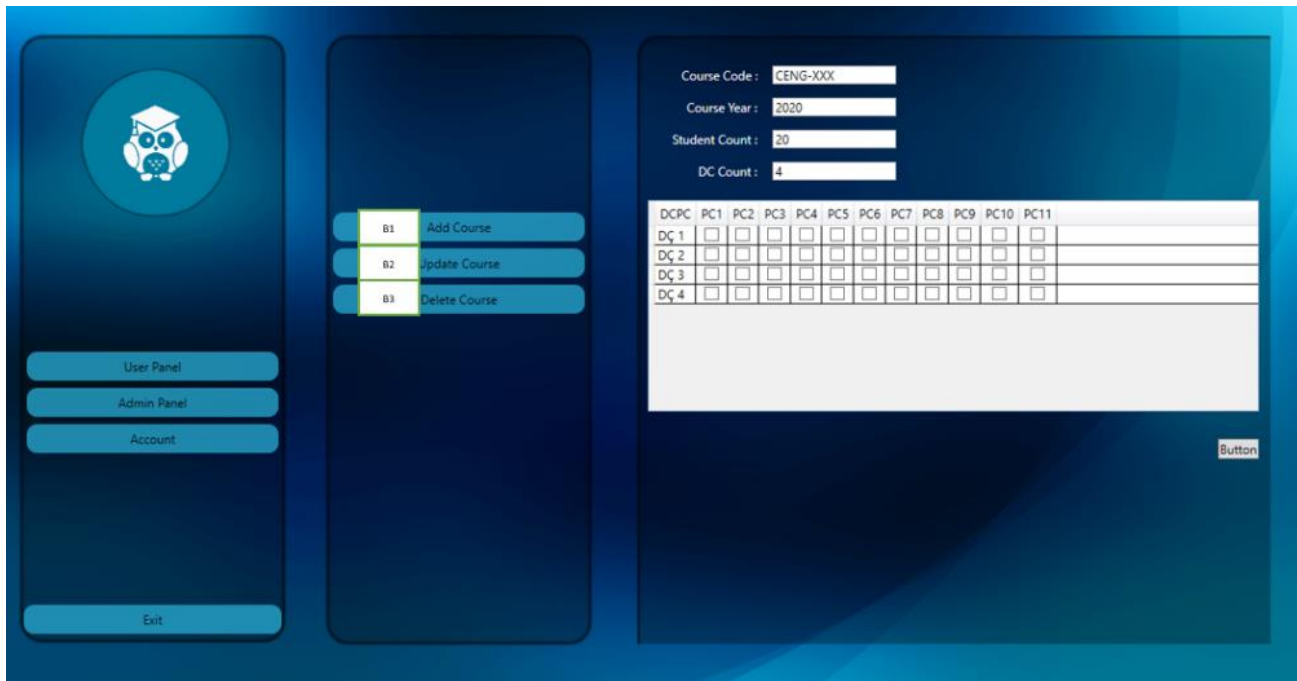 User Panel
Admin Panel
Account
Exit
B1 Add Course
B2 Update Course
B3 Delete Course
Course Code : CENG-XXX
Course Year : 2020
Student Count : 20
DC Count : 4
DCPC PC1 PC2 PC3 PC4 PC5 PC6 PC7 PC8 PC9 PC10 PC11
DÇ 1
DÇ 2
DÇ 3
DÇ 4
Button